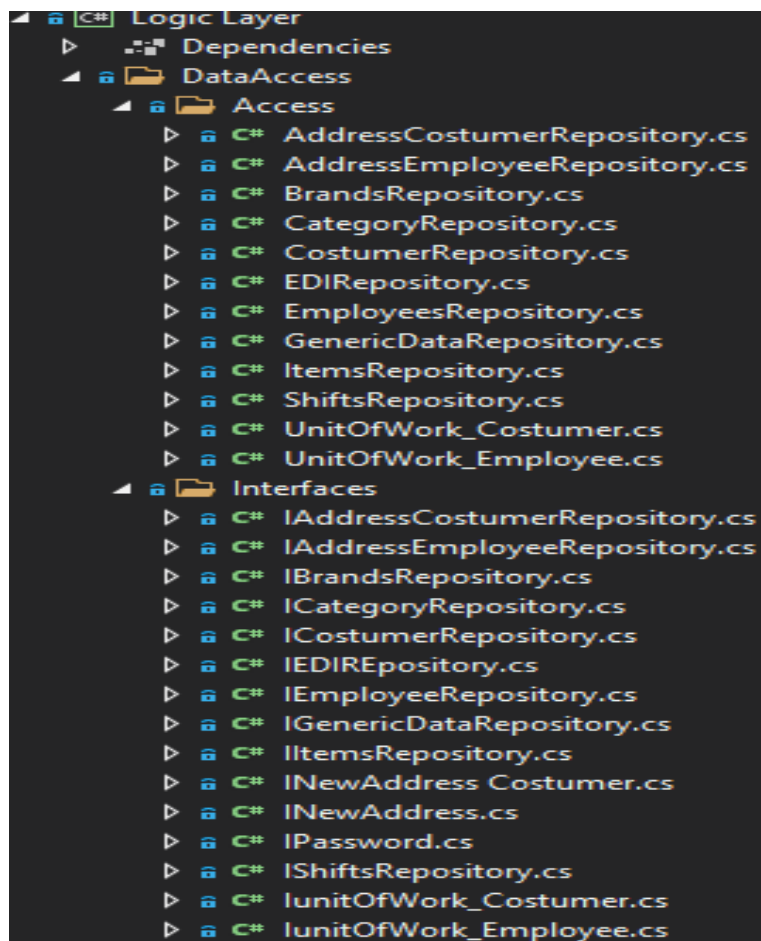 C# Logic Layer
Dependencies
DataAccess
Access
C# AddressCostumerRepository.cs
C# AddressEmployeeRepository.cs
C# BrandsRepository.cs
C# CategoryRepository.cs
C# CostumerRepository.cs
C# EDIRepository.cs
C# EmployeesRepository.cs
C# GenericDataRepository.cs
C# ItemsRepository.cs
C# ShiftsRepository.cs
C# UnitOfWork_Costumer.cs
C# UnitOfWork_Employee.cs
Interfaces
C# IAddressCostumerRepository.cs
C# IAddressEmployeeRepository.cs
C# IBrandsRepository.cs
C# ICategoryRepository.cs
C# ICostumerRepository.cs
C# IEDIREpository.cs
C# IEmployeeRepository.cs
C# IGenericDataRepository.cs
C# IItemsRepository.cs
C# INewAddress Costumer.cs
C# INewAddress.cs
C# IPassword.cs
C# IShiftsRepository.cs
C# IunitOfWork_Costumer.cs
C# IunitOfWork_Employee.cs